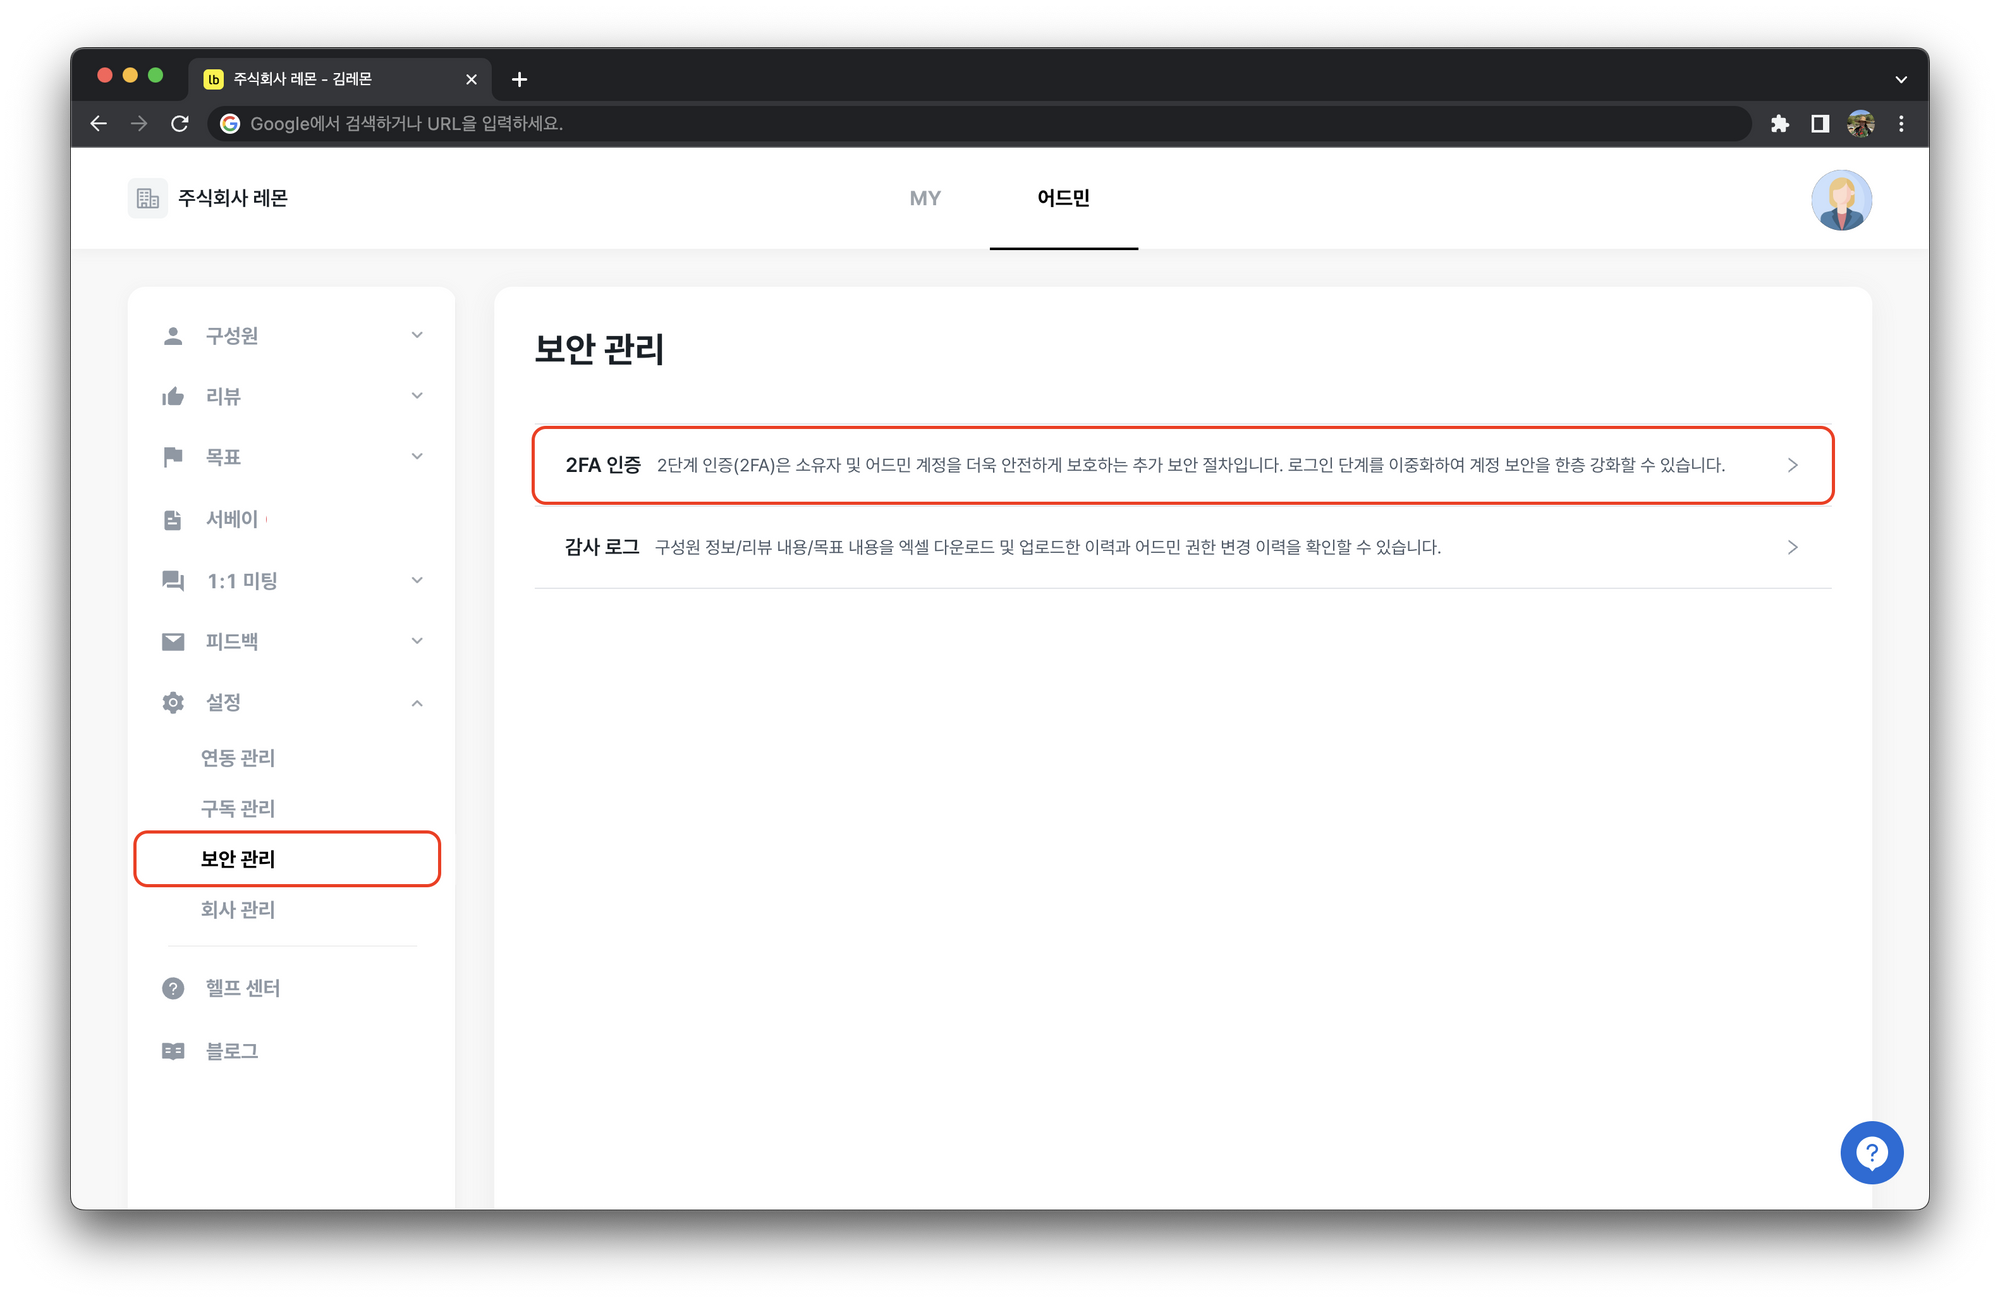 lb 주식회사 레몬 - 김레몬
Google에서 검색하거나 URL을 입력하세요.
주식회사 레몬
MY
어드민
구성원
리뷰
목표
서베이
1:1 미팅
피드백
설정
연동 관리
구독 관리
보안 관리
회사 관리
헬프 센터
블로그
보안 관리
2FA 인증 2단계 인증(2FA)은 소유자 및 어드민 계정을 더욱 안전하게 보호하는 추가 보안 절차입니다. 로그인 단계를 이중화하여 계정 보안을 한층 강화할 수 있습니다.
감사 로그 구성원 정보/리뷰 내용/목표 내용을 엑셀 다운로드 및 업로드한 이력과 어드민 권한 변경 이력을 확인할 수 있습니다.